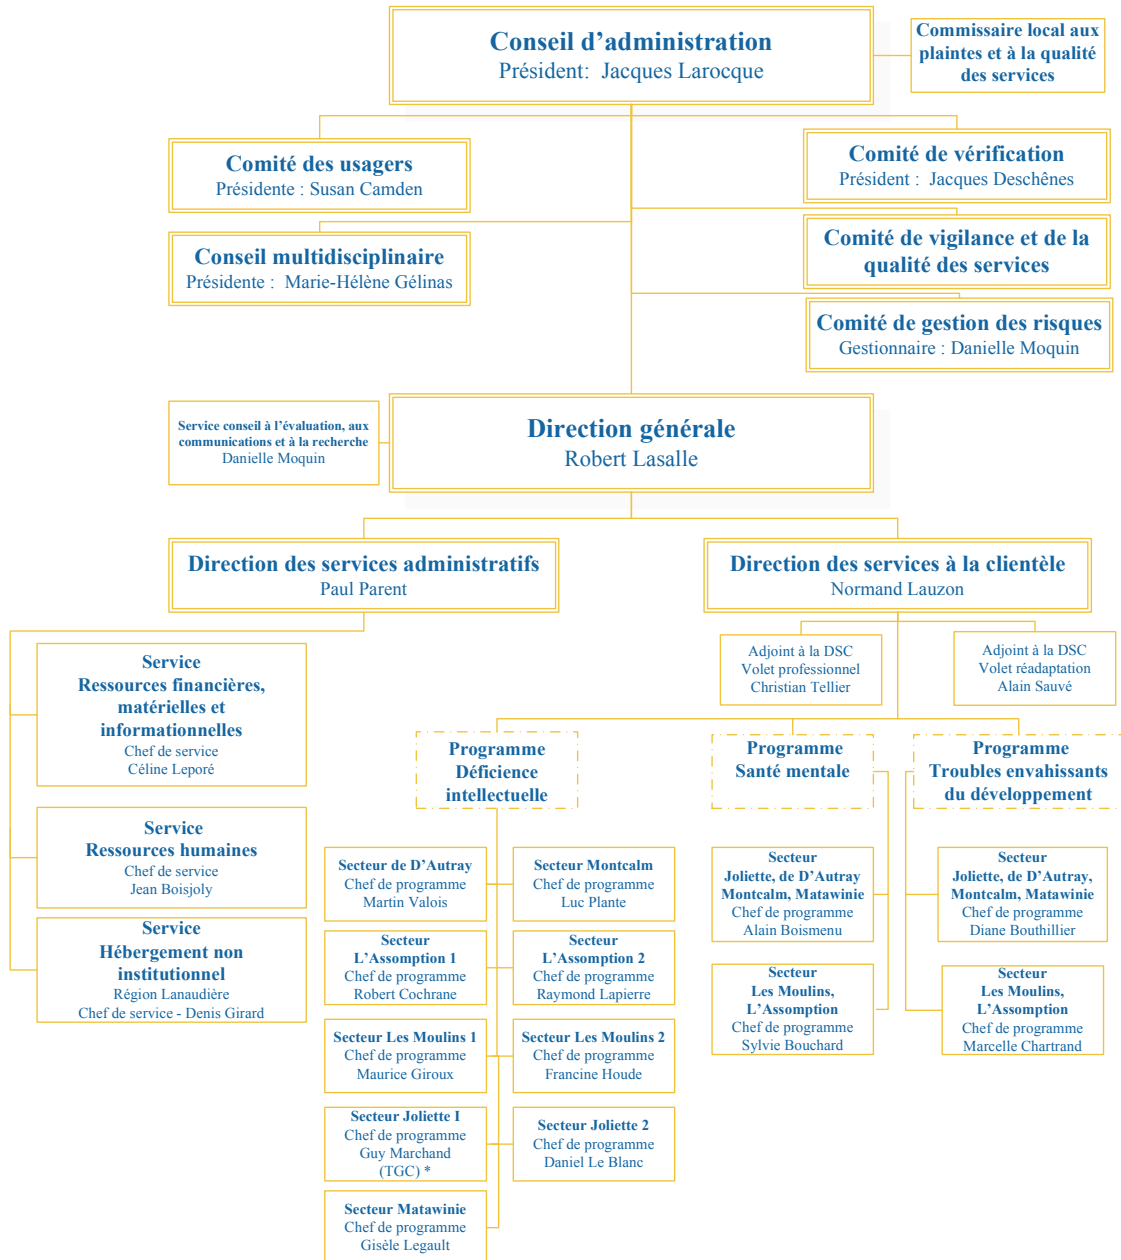 Conseil d’administration
Président:  Jacques Larocque
Commissaire local aux
plaintes et à la qualité
des services
Comité des usagers
Présidente : Susan Camden
Comité de vérification
Président :  Jacques Deschênes
Conseil multidisciplinaire
Présidente :  Marie-Hélène Gélinas
Comité de vigilance et de la
qualité des services
Comité de gestion des risques
Gestionnaire : Danielle Moquin
Service conseil à l’évaluation, aux
communications et à la recherche
Danielle Moquin
Direction générale
Robert Lasalle
Direction des services administratifs
Paul Parent
Direction des services à la clientèle
Normand Lauzon
Adjoint à la DSC
Volet professionnel
Christian Tellier
Adjoint à la DSC
Volet réadaptation
Alain Sauvé
Service
Ressources financières,
matérielles et
informationnelles
Chef de service
Céline Leporé
Service
Ressources humaines
Chef de service
Jean Boisjoly
Service
Hébergement non
institutionnel
Région Lanaudière
Chef de service - Denis Girard
Programme
Déficience
intellectuelle
Programme
Santé mentale
Programme
Troubles envahissants
du développement
Secteur de D’Autray
Chef de programme
Martin Valois
Secteur Montcalm
Chef de programme
Luc Plante
Secteur
L’Assomption 1
Chef de programme
Robert Cochrane
Secteur
L’Assomption 2
Chef de programme
Raymond Lapierre
Secteur Les Moulins 1
Chef de programme
Maurice Giroux
Secteur Les Moulins 2
Chef de programme
Francine Houde
Secteur Joliette I
Chef de programme
Guy Marchand
(TGC) *
Secteur Joliette 2
Chef de programme
Daniel Le Blanc
Secteur Matawinie
Chef de programme
Gisèle Legault
Secteur
Joliette, de D’Autray
Montcalm, Matawinie
Chef de programme
Alain Boismenu
Secteur
Les Moulins,
L’Assomption
Chef de programme
Sylvie Bouchard
Secteur
Joliette, de D’Autray,
Montcalm, Matawinie
Chef de programme
Diane Bouthillier
Secteur
Les Moulins,
L’Assomption
Chef de programme
Marcelle Chartrand